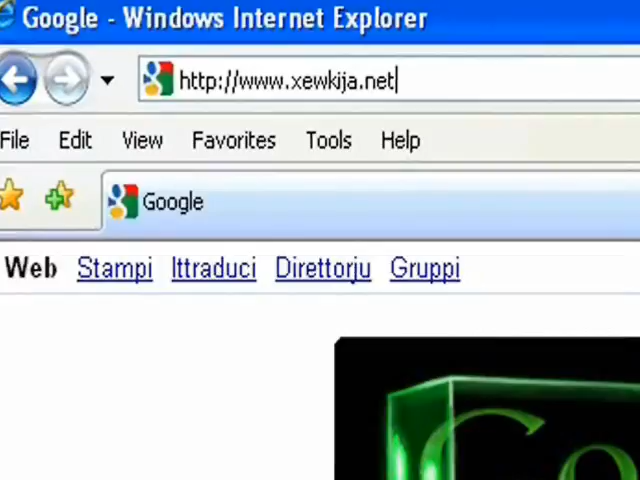 Google - Windows Internet Explorer
http://www.xewkija.net
File Edit View Favorites Tools Help
Google
Web Stampi Ittraduci Direttorju Gruppi
Go